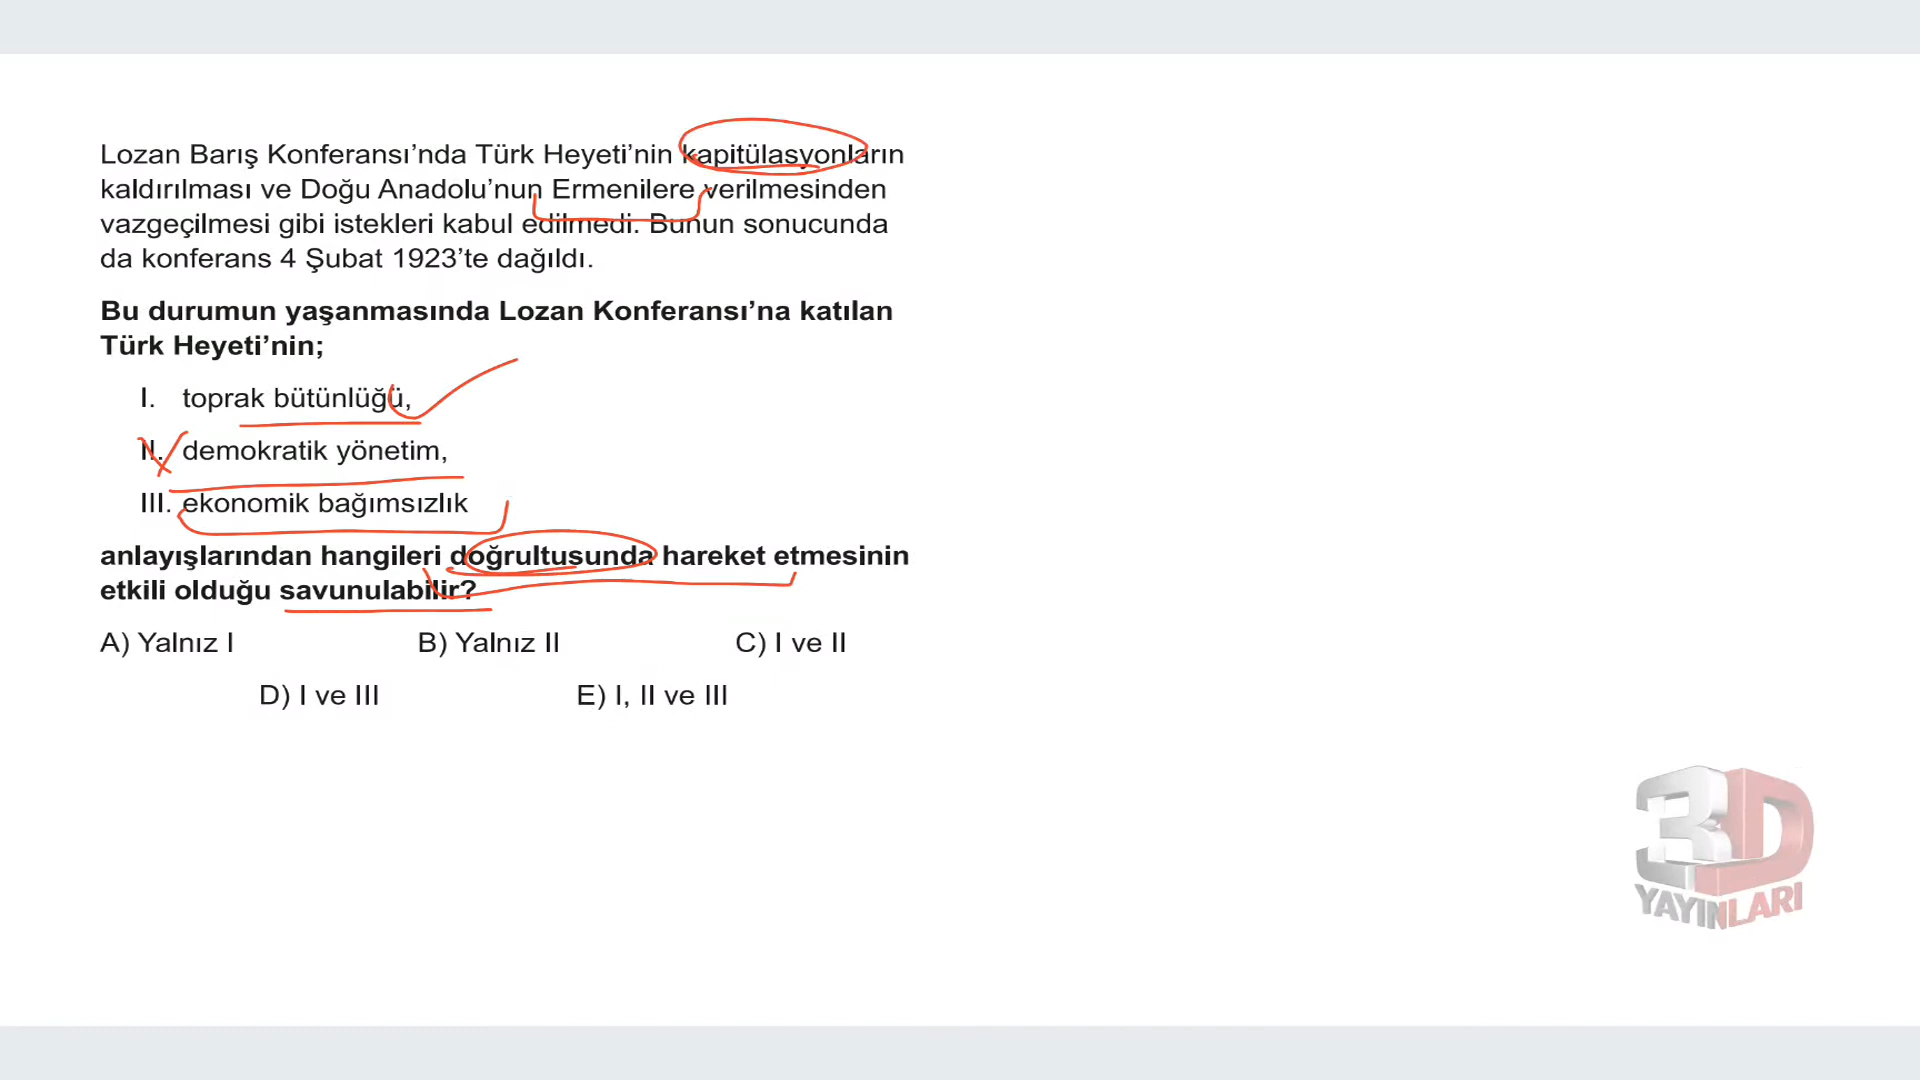 Lozan Barış Konferansı’nda Türk Heyeti’nin kapitülasyonların
kaldırılması ve Doğu Anadolu’nun Ermenilere verilmesinden
vazgeçilmesi gibi istekleri kabul edilmedi. Bunun sonucunda
da konferans 4 Şubat 1923’te dağıldı.
Bu durumun yaşanmasında Lozan Konferansı’na katılan
Türk Heyeti’nin;
I. toprak bütünlüğü,
II. demokratik yönetim,
III. ekonomik bağımsızlık
anlayışlarından hangileri doğrultusunda hareket etmesinin
etkili olduğu savunulabilir?
A) Yalnız I B) Yalnız II C) I ve II
D) I ve III E) I, II ve III
3D
YAYINLARI